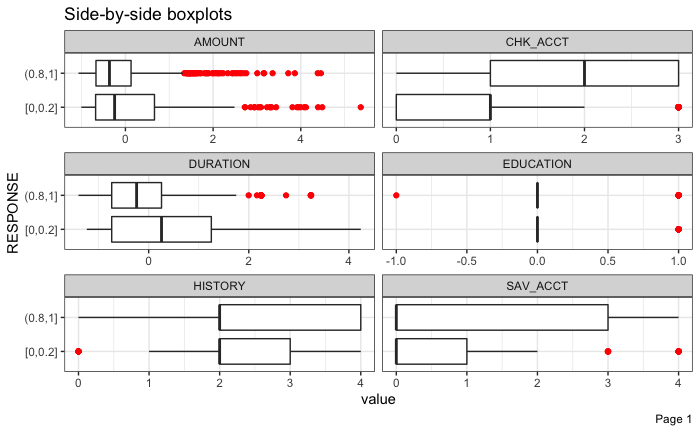 Side-by-side boxplots
AMOUNT
CHK_ACCT
(0.8,1]
[0,0.2]
0 2 4
0 1 2 3
DURATION
EDUCATION
(0.8,1]
[0,0.2]
0 2 4
-1.0 -0.5 0.0 0.5 1.0
HISTORY
SAV_ACCT
(0.8,1]
[0,0.2]
0 1 2 3 4
0 1 2 3 4
RESPONSE
value
Page 1